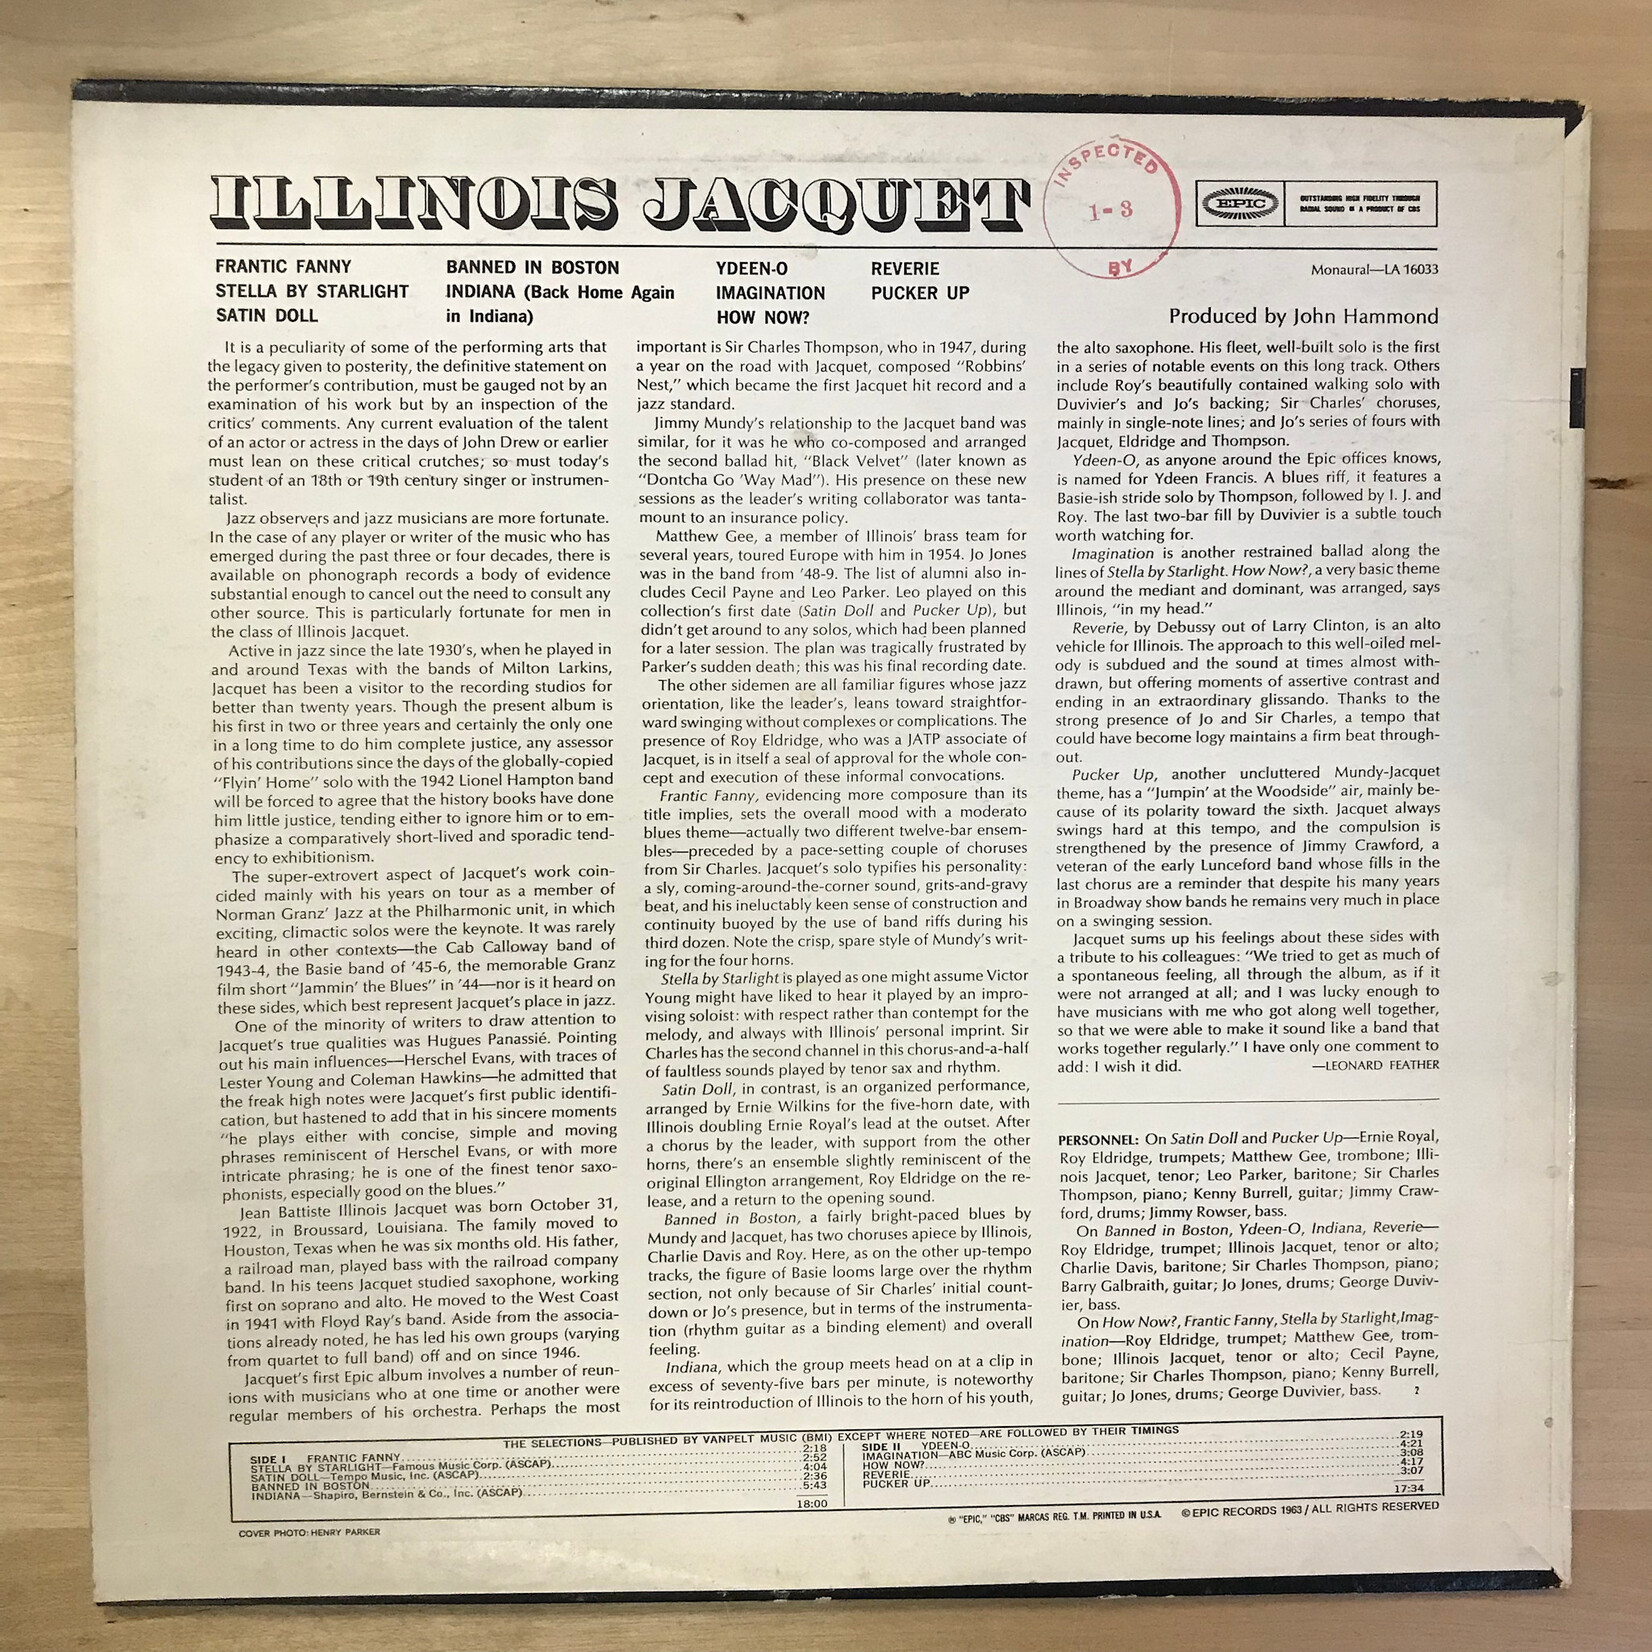 ILLINOIS JACQUET
INSPECTED
1-3
BY
EPIC
OUTSTANDING HIGH FIDELITY THROUGH
RADIAL SOUND A PRODUCT OF CBS
FRANTIC FANNY
STELLA BY STARLIGHT
SATIN DOLL
BANNED IN BOSTON
INDIANA (Back Home Again
in Indiana)
YDEEN-O
IMAGINATION
HOW NOW?
REVERIE
PUCKER UP
Monaural—LA 16033
Produced by John Hammond
It is a peculiarity of some of the performing arts that
the legacy given to posterity, the definitive statement on
the performer's contribution, must be gauged not by an
examination of his work but by an inspection of the
critics' comments. Any current evaluation of the talent
of an actor or actress in the days of John Drew or earlier
must lean on these critical crutches; so must today's
student of an 18th or 19th century singer or instrumen-
talist.
Jazz observers and jazz musicians are more fortunate.
In the case of any player or writer of the music who has
emerged during the past three or four decades, there is
available on phonograph records a body of evidence
substantial enough to cancel out the need to consult any
other source. This is particularly fortunate for men in
the class of Illinois Jacquet.
Active in jazz since the late 1930's, when he played in
and around Texas with the bands of Milton Larkins,
Jacquet has been a visitor to the recording studios for
better than twenty years. Though the present album is
his first in two or three years and certainly the only one
in a long time to do him complete justice, any assessor
of his contributions since the days of the globally-copied
"Flyin' Home" solo with the 1942 Lionel Hampton band
will be forced to agree that the history books have done
him little justice, tending either to ignore him or to em-
phasize a comparatively short-lived and sporadic tend-
ency to exhibitionism.
The super-extrovert aspect of Jacquet's work coin-
cided mainly with his years on tour as a member of
Norman Granz' Jazz at the Philharmonic unit, in which
exciting, climactic solos were the keynote. It was rarely
heard in other contexts—the Cab Calloway band of
1943-4, the Basie band of '45-6, the memorable Granz
film short "Jammin' the Blues" in '44—nor is it heard on
these sides, which best represent Jacquet's place in jazz.
One of the minority of writers to draw attention to
Jacquet's true qualities was Hugues Panassié. Pointing
out his main influences—Herschel Evans, with traces of
Lester Young and Coleman Hawkins—he admitted that
the freak high notes were Jacquet's first public identifi-
cation, but hastened to add that in his sincere moments
"he plays either with concise, simple and moving
phrases reminiscent of Herschel Evans, or with more
intricate phrasing; he is one of the finest tenor saxo-
phonists, especially good on the blues."
Jean Battiste Illinois Jacquet was born October 31,
1922, in Broussard, Louisiana. The family moved to
Houston, Texas when he was six months old. His father,
a railroad man, played bass with the railroad company
band. In his teens Jacquet studied saxophone, working
first on soprano and alto. He moved to the West Coast
in 1941 with Floyd Ray's band. Aside from the associa-
tions already noted, he has led his own groups (varying
from quartet to full band) off and on since 1946.
Jacquet's first Epic album involves a number of reun-
ions with musicians who at one time or another were
regular members of his orchestra. Perhaps the most
important is Sir Charles Thompson, who in 1947, during
a year on the road with Jacquet, composed "Robbins'
Nest," which became the first Jacquet hit record and a
jazz standard.
Jimmy Mundy's relationship to the Jacquet band was
similar, for it was he who co-composed and arranged
the second ballad hit, "Black Velvet" (later known as
"Dontcha Go 'Way Mad"). His presence on these new
sessions as the leader's writing collaborator was tanta-
mount to an insurance policy.
Matthew Gee, a member of Illinois' brass team for
several years, toured Europe with him in 1954. Jo Jones
was in the band from '48-9. The list of alumni also in-
cludes Cecil Payne and Leo Parker. Leo played on this
collection's first date (Satin Doll and Pucker Up), but
didn't get around to any solos, which had been planned
for a later session. The plan was tragically frustrated by
Parker's sudden death; this was his final recording date.
The other sidemen are all familiar figures whose jazz
orientation, like the leader's, leans toward straightfor-
ward swinging without complexes or complications. The
presence of Roy Eldridge, who was a JATP associate of
Jacquet, is in itself a seal of approval for the whole con-
cept and execution of these informal convocations.
Frantic Fanny, evidencing more composure than its
title implies, sets the overall mood with a moderato
blues theme—actually two different twelve-bar ensem-
bles—preceded by a pace-setting couple of choruses
from Sir Charles. Jacquet's solo typifies his personality:
a sly, coming-around-the-corner sound, grits-and-gravy
beat, and his ineluctably keen sense of construction and
continuity buoyed by the use of band riffs during his
third dozen. Note the crisp, spare style of Mundy's writ-
ing for the four horns.
Stella by Starlight is played as one might assume Victor
Young might have liked to hear it played by an impro-
vising soloist: with respect rather than contempt for the
melody, and always with Illinois' personal imprint. Sir
Charles has the second channel in this chorus-and-a-half
of faultless sounds played by tenor sax and rhythm.
Satin Doll, in contrast, is an organized performance,
arranged by Ernie Wilkins for the five-horn date, with
Illinois doubling Ernie Royal's lead at the outset. After
a chorus by the leader, with support from the other
horns, there's an ensemble slightly reminiscent of the
original Ellington arrangement, Roy Eldridge on the re-
lease, and a return to the opening sound.
Banned in Boston, a fairly bright-paced blues by
Mundy and Jacquet, has two choruses apiece by Illinois,
Charlie Davis and Roy. Here, as on the other up-tempo
tracks, the figure of Basie looms large over the rhythm
section, not only because of Sir Charles' initial count-
down or Jo's presence, but in terms of the instrumenta-
tion (rhythm guitar as a binding element) and overall
feeling.
Indiana, which the group meets head on at a clip in
excess of seventy-five bars per minute, is noteworthy
for its reintroduction of Illinois to the horn of his youth,
the alto saxophone. His fleet, well-built solo is the first
in a series of notable events on this long track. Others
include Roy's beautifully contained walking solo with
Duvivier's and Jo's backing; Sir Charles' choruses,
mainly in single-note lines; and Jo's series of fours with
Jacquet, Eldridge and Thompson.
Ydeen-O, as anyone around the Epic offices knows,
is named for Ydeen Francis. A blues riff, it features a
Basie-ish stride solo by Thompson, followed by I. J. and
Roy. The last two-bar fill by Duvivier is a subtle touch
worth watching for.
Imagination is another restrained ballad along the
lines of Stella by Starlight. How Now?, a very basic theme
around the mediant and dominant, was arranged, says
Illinois, "in my head."
Reverie, by Debussy out of Larry Clinton, is an alto
vehicle for Illinois. The approach to this well-oiled mel-
ody is subdued and the sound at times almost with-
drawn, but offering moments of assertive contrast and
ending in an extraordinary glissando. Thanks to the
strong presence of Jo and Sir Charles, a tempo that
could have become logy maintains a firm beat through-
out.
Pucker Up, another uncluttered Mundy-Jacquet
theme, has a "Jumpin' at the Woodside" air, mainly be-
cause of its polarity toward the sixth. Jacquet always
swings hard at this tempo, and the compulsion is
strengthened by the presence of Jimmy Crawford, a
veteran of the early Lunceford band whose fills in the
last chorus are a reminder that despite his many years
in Broadway show bands he remains very much in place
on a swinging session.
Jacquet sums up his feelings about these sides with
a tribute to his colleagues: "We tried to get as much of
a spontaneous feeling, all through the album, as if it
were not arranged at all; and I was lucky enough to
have musicians with me who got along well together,
so that we were able to make it sound like a band that
works together regularly." I have only one comment to
add: I wish it did. —LEONARD FEATHER
PERSONNEL: On Satin Doll and Pucker Up—Ernie Royal,
Roy Eldridge, trumpets; Matthew Gee, trombone; Illi-
nois Jacquet, tenor; Leo Parker, baritone; Sir Charles
Thompson, piano; Kenny Burrell, guitar; Jimmy Craw-
ford, drums; Jimmy Rowser, bass.
On Banned in Boston, Ydeen-O, Indiana, Reverie—
Roy Eldridge, trumpet; Illinois Jacquet, tenor or alto;
Charlie Davis, baritone; Sir Charles Thompson, piano;
Barry Galbraith, guitar; Jo Jones, drums; George Duviv-
ier, bass.
On How Now?, Frantic Fanny, Stella by Starlight, Imag-
ination—Roy Eldridge, trumpet; Matthew Gee, trom-
bone; Illinois Jacquet, tenor or alto; Cecil Payne,
baritone; Sir Charles Thompson, piano; Kenny Burrell,
guitar; Jo Jones, drums; George Duvivier, bass. 2
THE SELECTIONS—PUBLISHED BY VANPELT MUSIC (BMI) EXCEPT WHERE NOTED—ARE FOLLOWED BY THEIR TIMINGS
SIDE I FRANTIC FANNY 2:18
STELLA BY STARLIGHT—Famous Music Corp. (ASCAP) 2:52
SATIN DOLL—Tempo Music, Inc. (ASCAP) 4:04
BANNED IN BOSTON 2:36
INDIANA—Shapiro, Bernstein & Co., Inc. (ASCAP) 5:43
18:00
SIDE II YDEEN-O 2:19
IMAGINATION—ABC Music Corp. (ASCAP) 4:21
HOW NOW? 3:08
REVERIE 4:17
PUCKER UP 3:07
17:34
COVER PHOTO: HENRY PARKER
® "EPIC," "CBS" MARCAS REG. T.M. PRINTED IN U.S.A. © EPIC RECORDS 1963 / ALL RIGHTS RESERVED